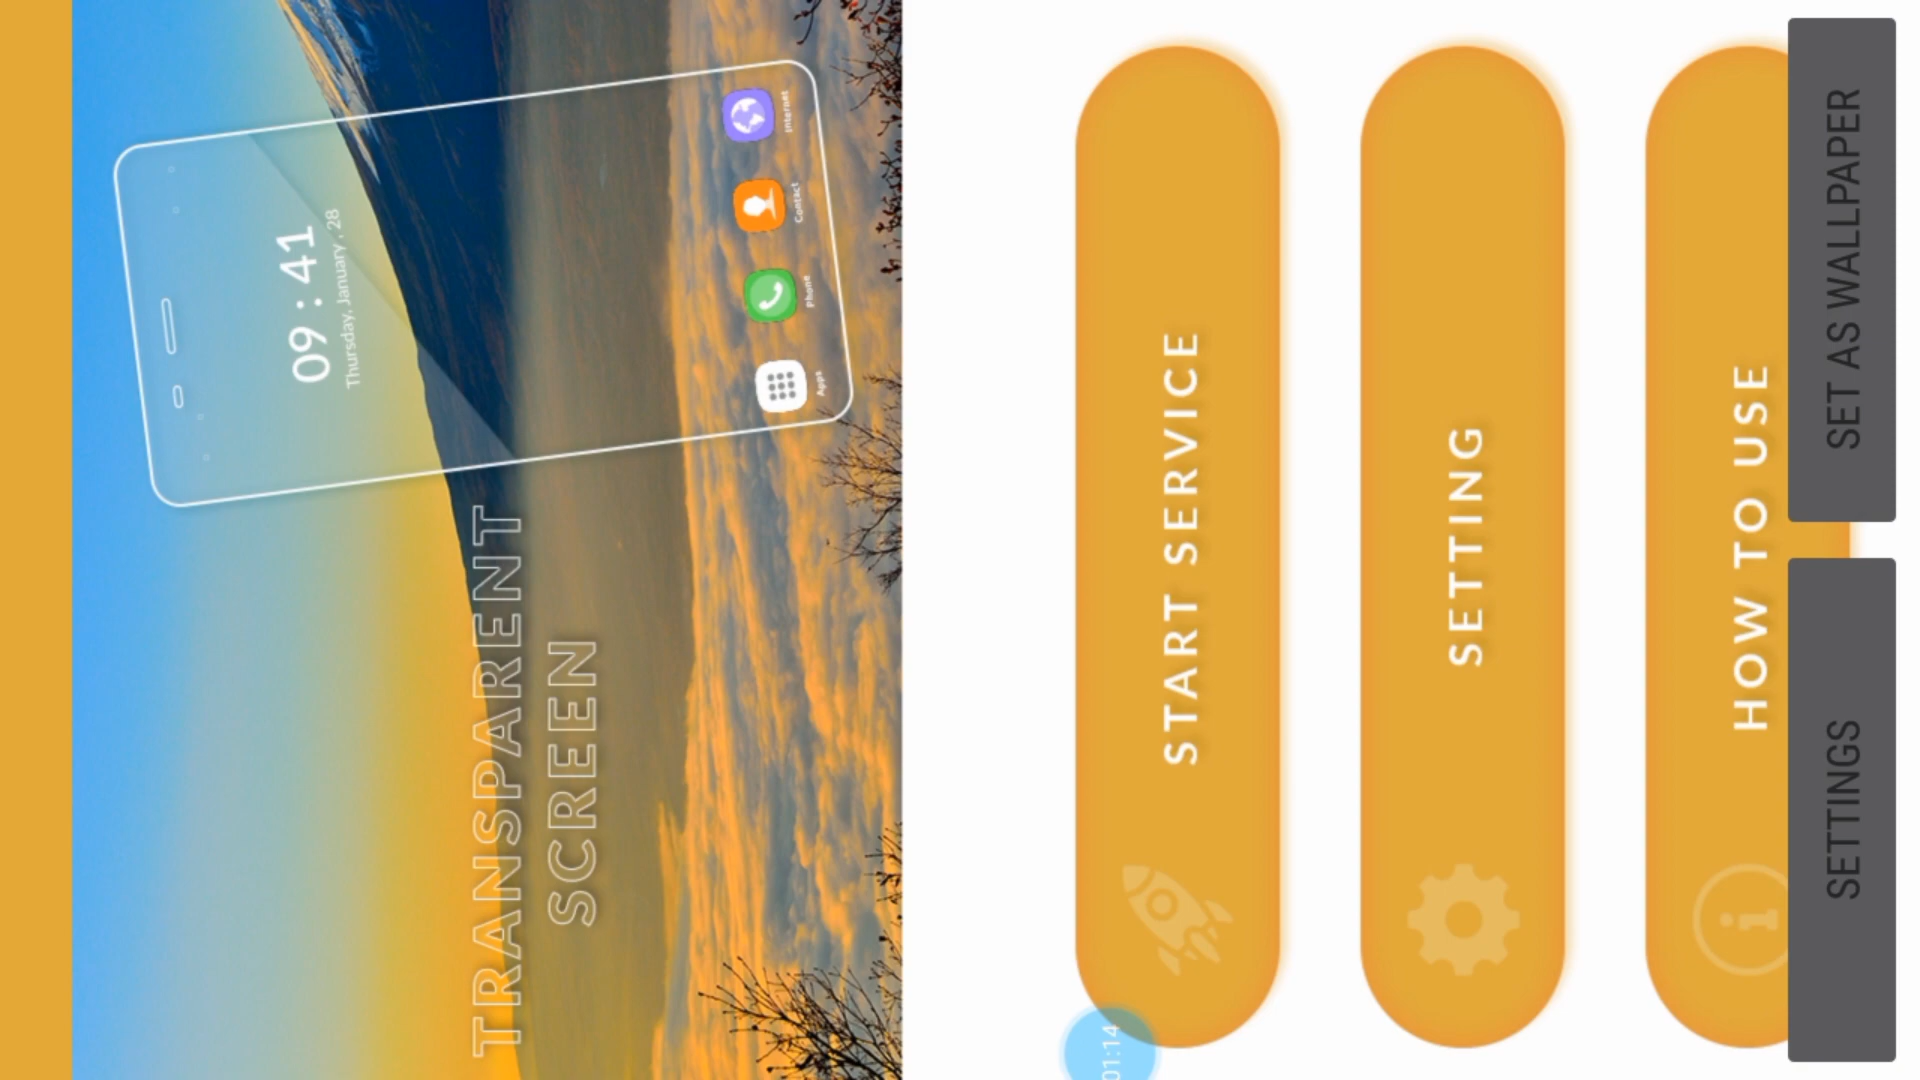 09 : 41
Thursday, January , 28
Apps
Phone
Contact
Internet
TRANSPARENT
SCREEN
START SERVICE
SETTING
HOW TO USE
SETTINGS
SET AS WALLPAPER
01:14